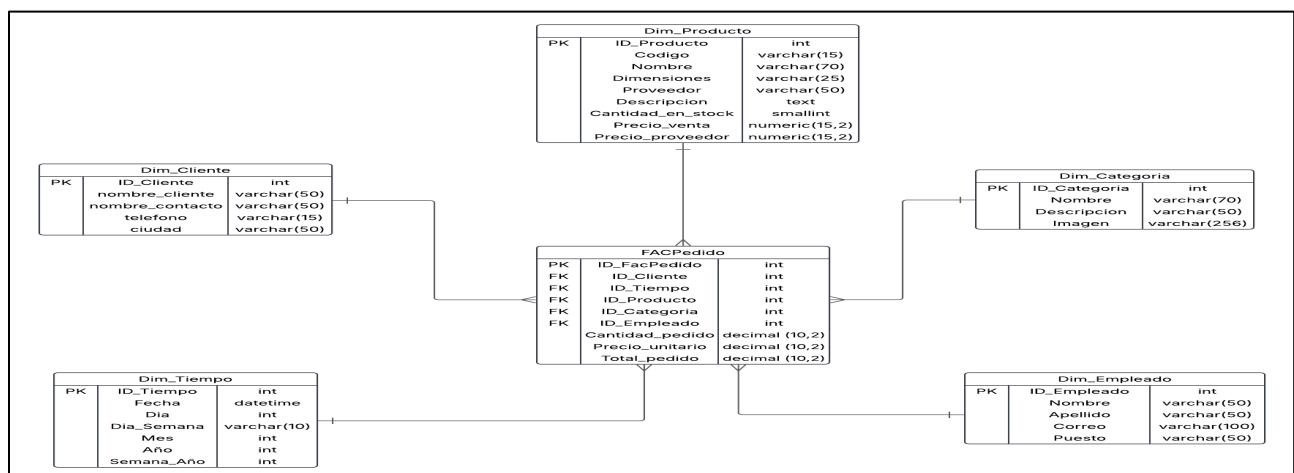 Dim_Producto
PK ID_Producto int
Codigo varchar(15)
Nombre varchar(70)
Dimensiones varchar(25)
Proveedor varchar(50)
Descripcion text
Cantidad_en_stock smallint
Precio_venta numeric(15,2)
Precio_proveedor numeric(15,2)
Dim_Cliente
PK ID_Cliente int
nombre_cliente varchar(50)
nombre_contacto varchar(50)
telefono varchar(15)
ciudad varchar(50)
Dim_Categoria
PK ID_Categoria int
Nombre varchar(70)
Descripcion varchar(50)
Imagen varchar(256)
FACPedido
PK ID_FacPedido int
FK ID_Cliente int
FK ID_Tiempo int
FK ID_Producto int
FK ID_Categoria int
FK ID_Empleado int
Cantidad_pedido decimal (10,2)
Precio_unitario decimal (10,2)
Total_pedido decimal (10,2)
Dim_Tiempo
PK ID_Tiempo int
Fecha datetime
Dia int
Dia_Semana varchar(10)
Mes int
Año int
Semana_Año int
Dim_Empleado
PK ID_Empleado int
Nombre varchar(50)
Apellido varchar(50)
Correo varchar(100)
Puesto varchar(50)